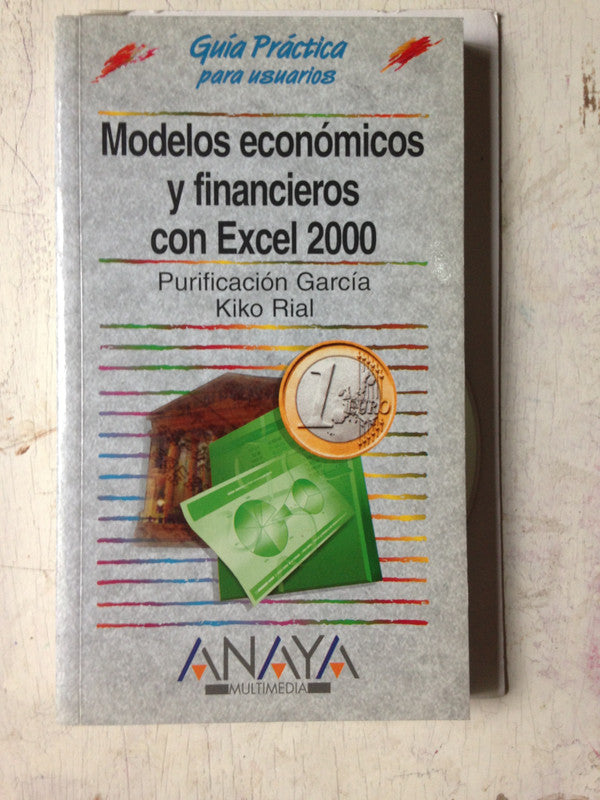 Guía Práctica
para usuarios
Modelos económicos
y financieros
con Excel 2000
Purificación García
Kiko Rial
1 EURO
ANAYA
MULTIMEDIA